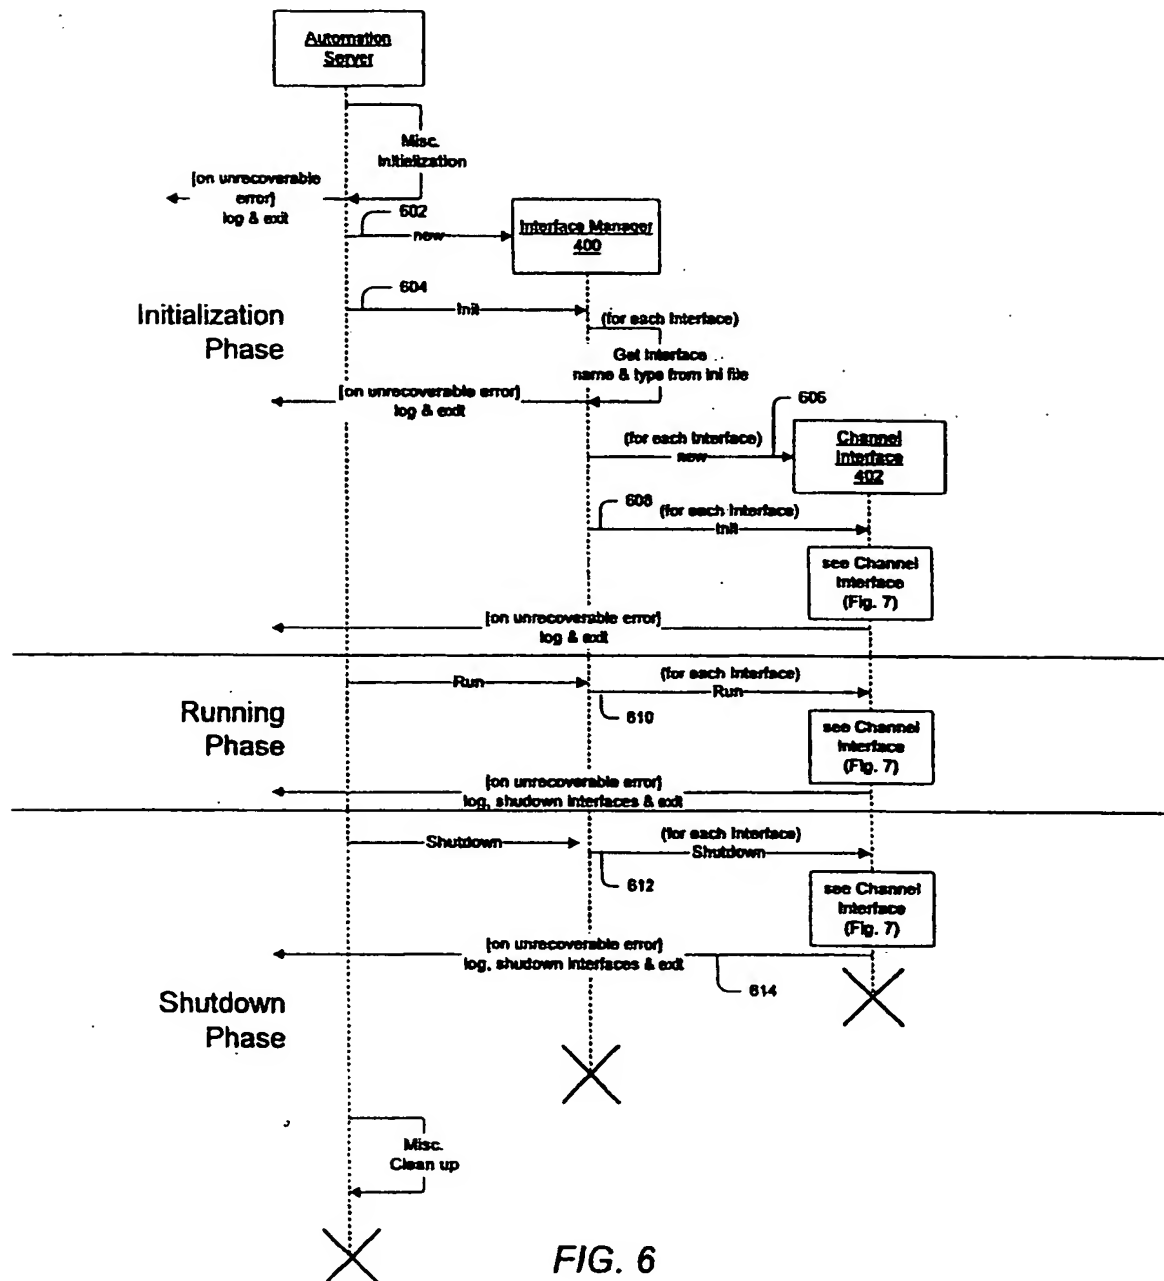 Automation
Server
Misc.
Initialization
[on unrecoverable
error]
log & exit
602
new
Interface Manager
400
604
Init
(for each Interface)
Initialization
Phase
Get Interface
name & type from ini file
[on unrecoverable error]
log & exit
606
(for each Interface)
new
Channel
Interface
402
608
(for each Interface)
Init
see Channel
Interface
(Fig. 7)
[on unrecoverable error]
log & exit
Run
(for each Interface)
Run
610
Running
Phase
see Channel
Interface
(Fig. 7)
[on unrecoverable error]
log, shudown interfaces & exit
Shutdown
(for each Interface)
Shutdown
612
see Channel
Interface
(Fig. 7)
[on unrecoverable error]
log, shudown interfaces & exit
614
Shutdown
Phase
Misc.
Clean up
FIG. 6